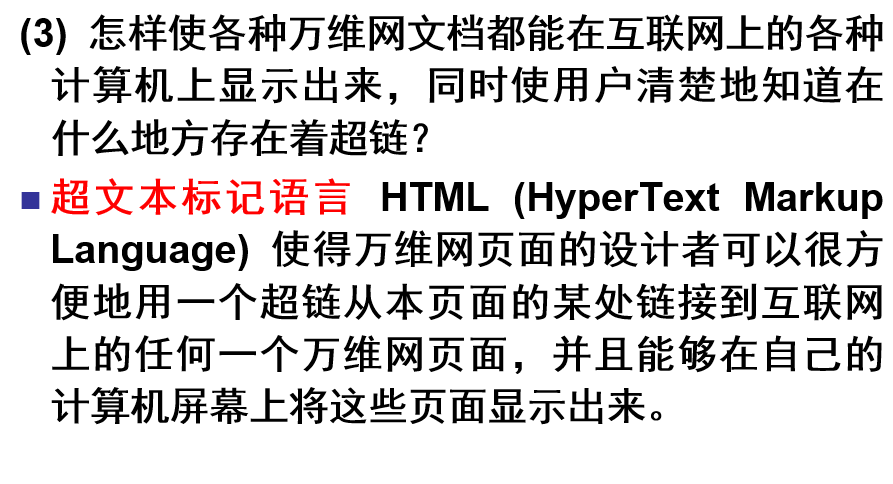 (3) 怎样使各种万维网文档都能在互联网上的各种
计算机上显示出来，同时使用户清楚地知道在
什么地方存在着超链？
超文本标记语言 HTML (HyperText Markup
Language) 使得万维网页面的设计者可以很方
便地用一个超链从本页面的某处链接到互联网
上的任何一个万维网页面，并且能够在自己的
计算机屏幕上将这些页面显示出来。